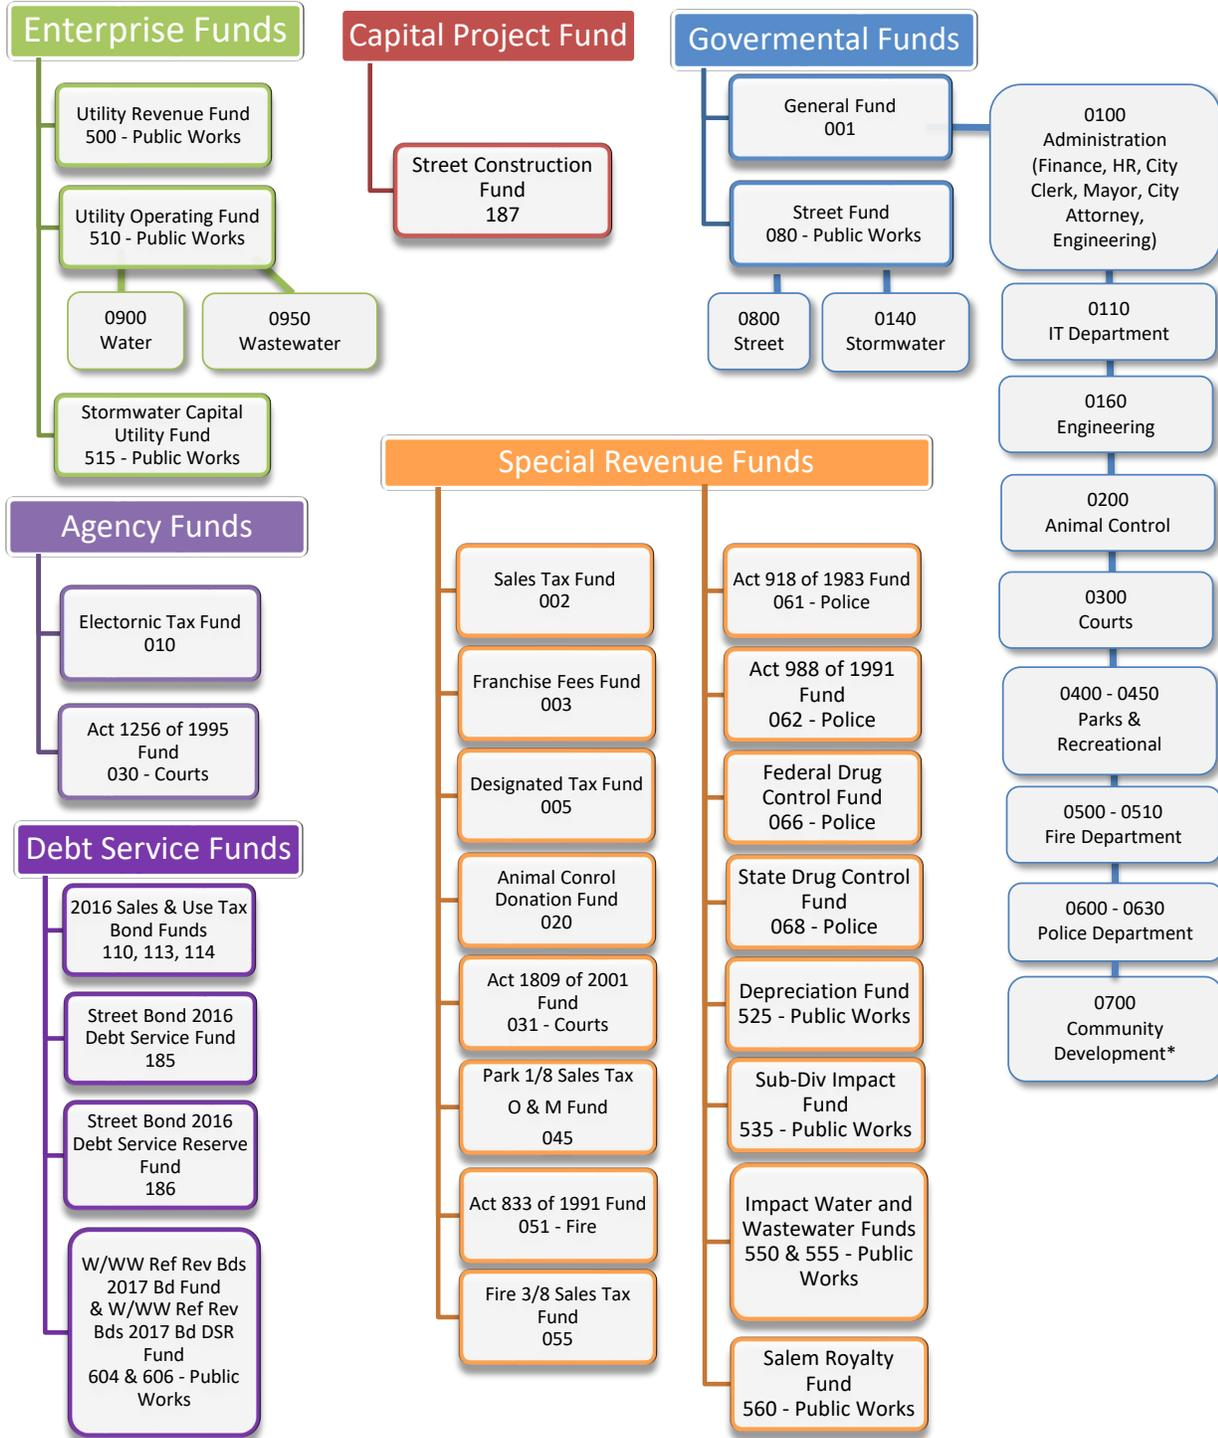 Enterprise Funds
Utility Revenue Fund
500 - Public Works
Utility Operating Fund
510 - Public Works
0900
Water
0950
Wastewater
Stormwater Capital
Utility Fund
515 - Public Works
Capital Project Fund
Street Construction
Fund
187
Govermental Funds
General Fund
001
Street Fund
080 - Public Works
0800
Street
0140
Stormwater
0100
Administration
(Finance, HR, City
Clerk, Mayor, City
Attorney,
Engineering)
0110
IT Department
0160
Engineering
0200
Animal Control
0300
Courts
0400 - 0450
Parks &
Recreational
0500 - 0510
Fire Department
0600 - 0630
Police Department
0700
Community
Development*
Agency Funds
Electornic Tax Fund
010
Act 1256 of 1995
Fund
030 - Courts
Debt Service Funds
2016 Sales & Use Tax
Bond Funds
110, 113, 114
Street Bond 2016
Debt Service Fund
185
Street Bond 2016
Debt Service Reserve
Fund
186
W/WW Ref Rev Bds
2017 Bd Fund
& W/WW Ref Rev
Bds 2017 Bd DSR
Fund
604 & 606 - Public
Works
Special Revenue Funds
Sales Tax Fund
002
Franchise Fees Fund
003
Designated Tax Fund
005
Animal Conrol
Donation Fund
020
Act 1809 of 2001
Fund
031 - Courts
Park 1/8 Sales Tax
O & M Fund
045
Act 833 of 1991 Fund
051 - Fire
Fire 3/8 Sales Tax
Fund
055
Act 918 of 1983 Fund
061 - Police
Act 988 of 1991
Fund
062 - Police
Federal Drug
Control Fund
066 - Police
State Drug Control
Fund
068 - Police
Depreciation Fund
525 - Public Works
Sub-Div Impact
Fund
535 - Public Works
Impact Water and
Wastewater Funds
550 & 555 - Public
Works
Salem Royalty
Fund
560 - Public Works